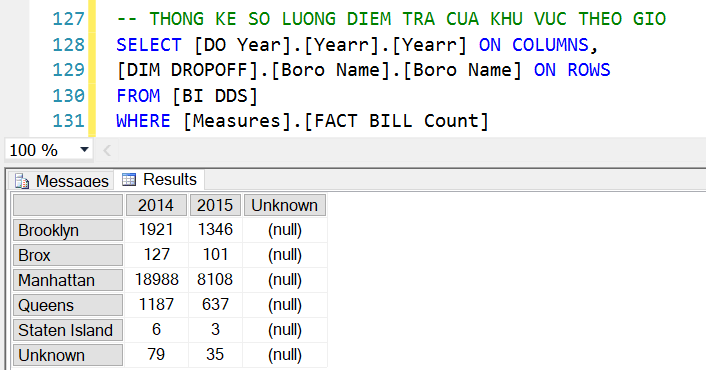 127 -- THONG KE SO LUONG DIEM TRA CUA KHU VUC THEO GIO
128 SELECT [DO Year].[Yearr].[Yearr] ON COLUMNS,
129 [DIM DROPOFF].[Boro Name].[Boro Name] ON ROWS
130 FROM [BI DDS]
131 WHERE [Measures].[FACT BILL Count]
100 %
Messages Results
2014 2015 Unknown
Brooklyn 1921 1346 (null)
Brox 127 101 (null)
Manhattan 18988 8108 (null)
Queens 1187 637 (null)
Staten Island 6 3 (null)
Unknown 79 35 (null)